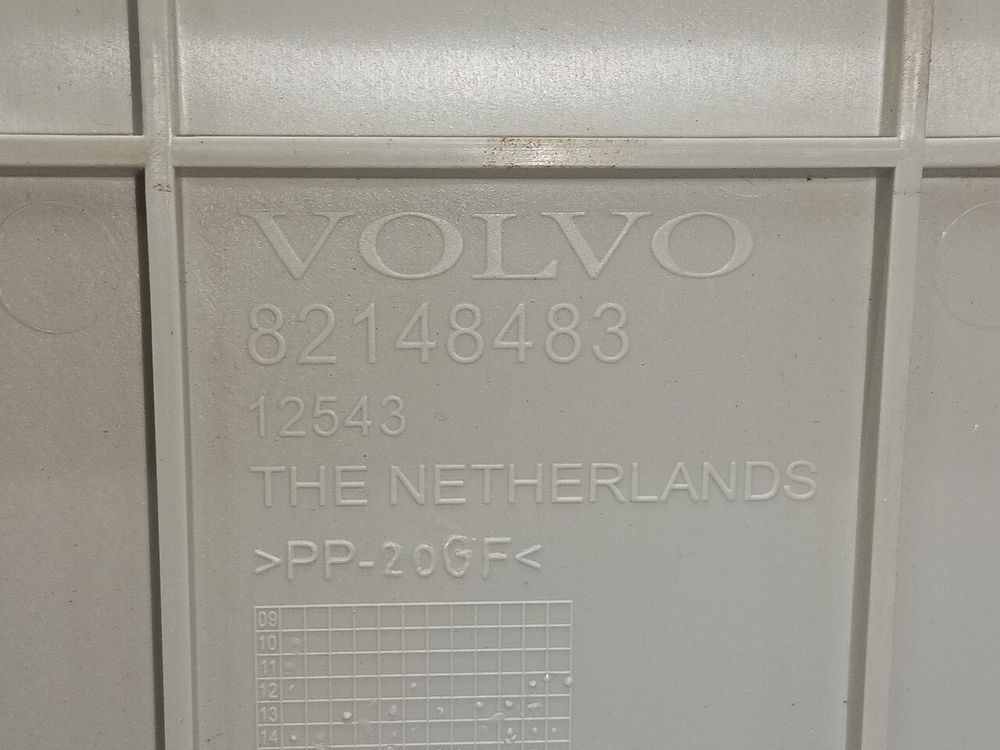 VOLVO
82148483
12543
THE NETHERLANDS
>PP-20GF<
09
10
11
12
13
14